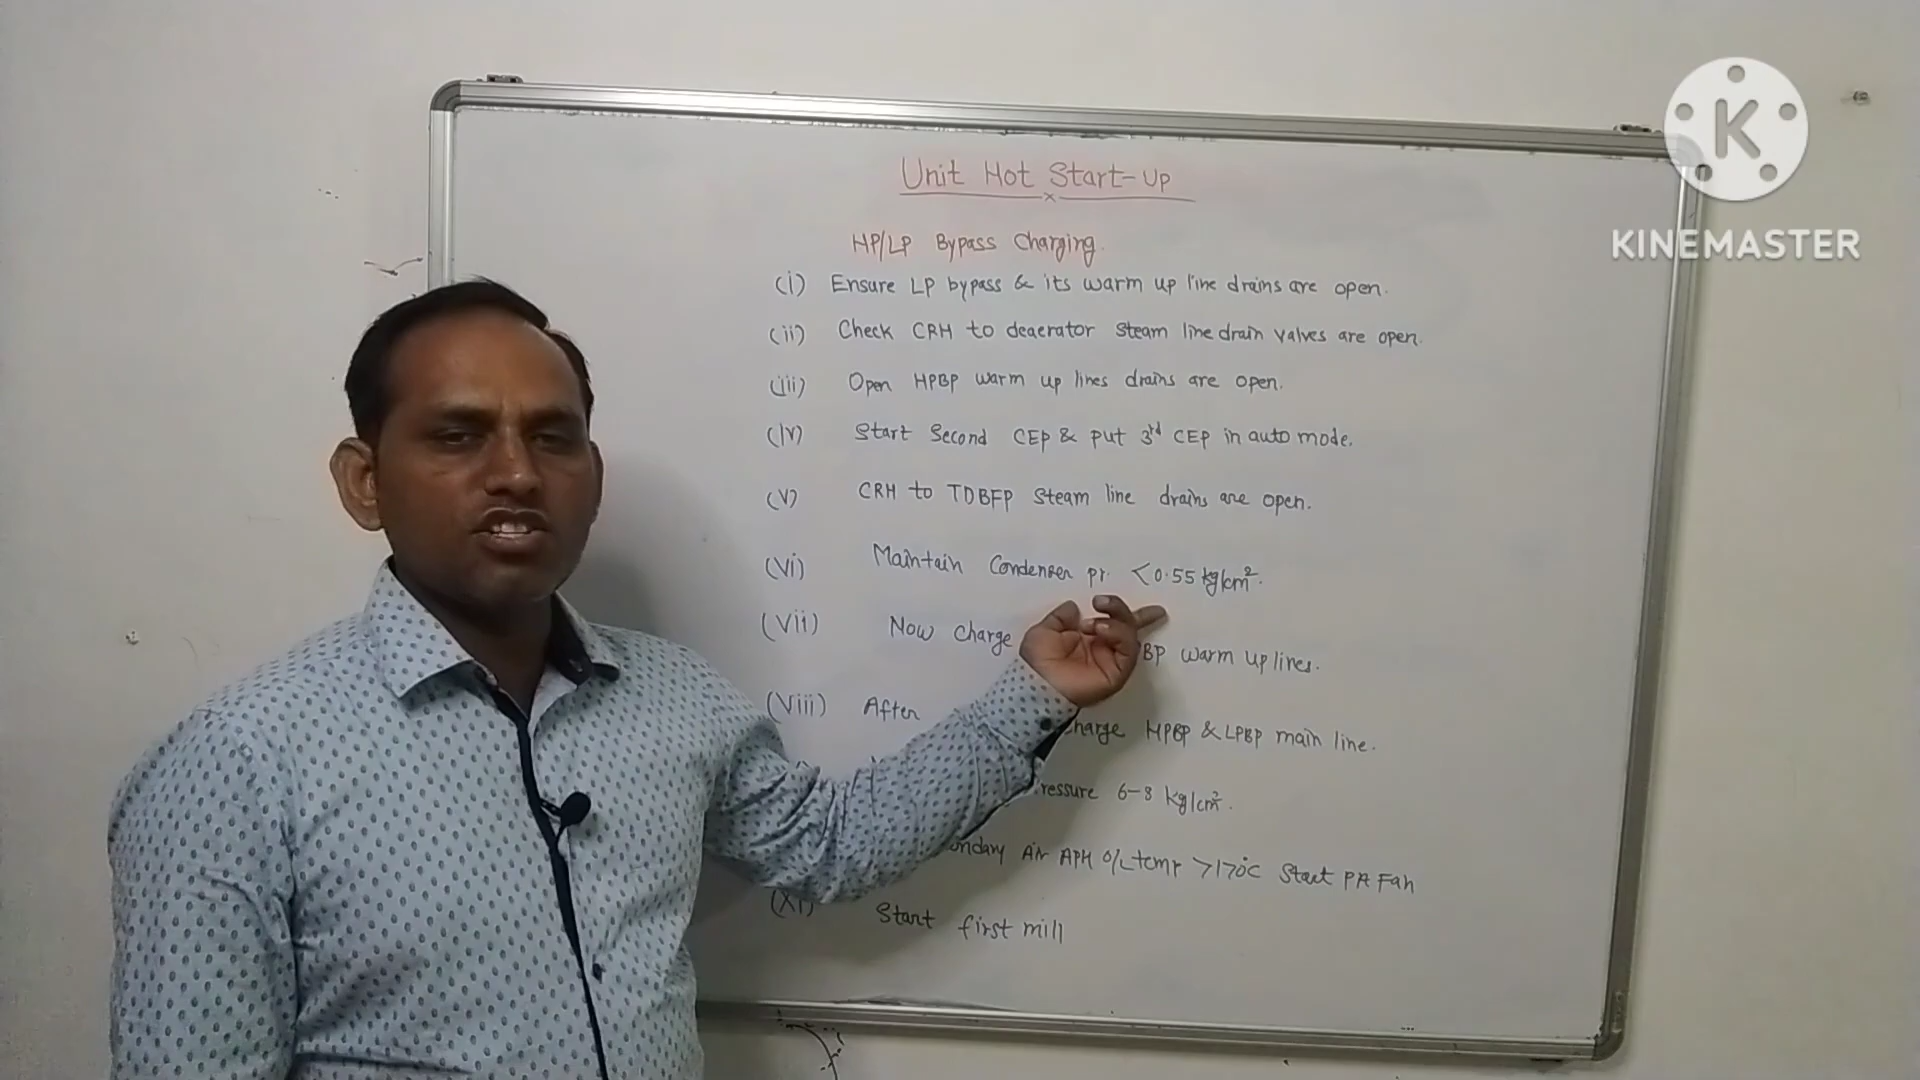 Unit Hot Start-Up
HP/LP Bypass Charging.
(i) Ensure LP bypass & its warm up line drains are open.
(ii) Check CRH to deaerator steam line drain valves are open.
(iii) Open HPBP warm up lines drains are open.
(iv) Start Second CEP & put 3rd CEP in auto mode.
(v) CRH to TDBFP steam line drains are open.
(vi) Maintain Condenser pr. <0.55 kg/cm².
(vii) Now charge BP warm up lines.
(viii) After charge HPBP & LPBP main line.
ressure 6-8 kg/cm².
ondary Air APH O/L temp >170°C Start PA Fan
(xi) Start first mill
K
KINEMASTER